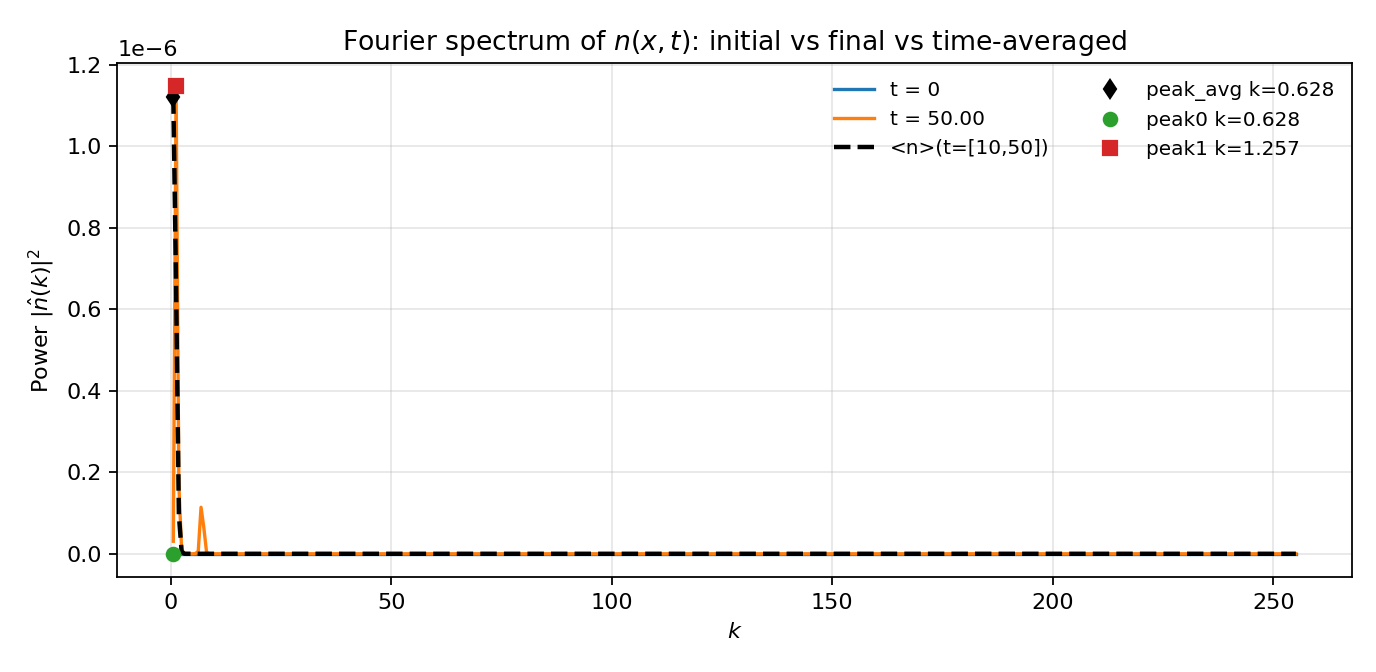 Fourier spectrum of n(x, t): initial vs final vs time-averaged
1e−6
1.2
1.0
0.8
0.6
0.4
0.2
0.0
Power |n̂(k)|²
0 50 100 150 200 250
k
t = 0
t = 50.00
<n>(t=[10,50])
peak_avg k=0.628
peak0 k=0.628
peak1 k=1.257